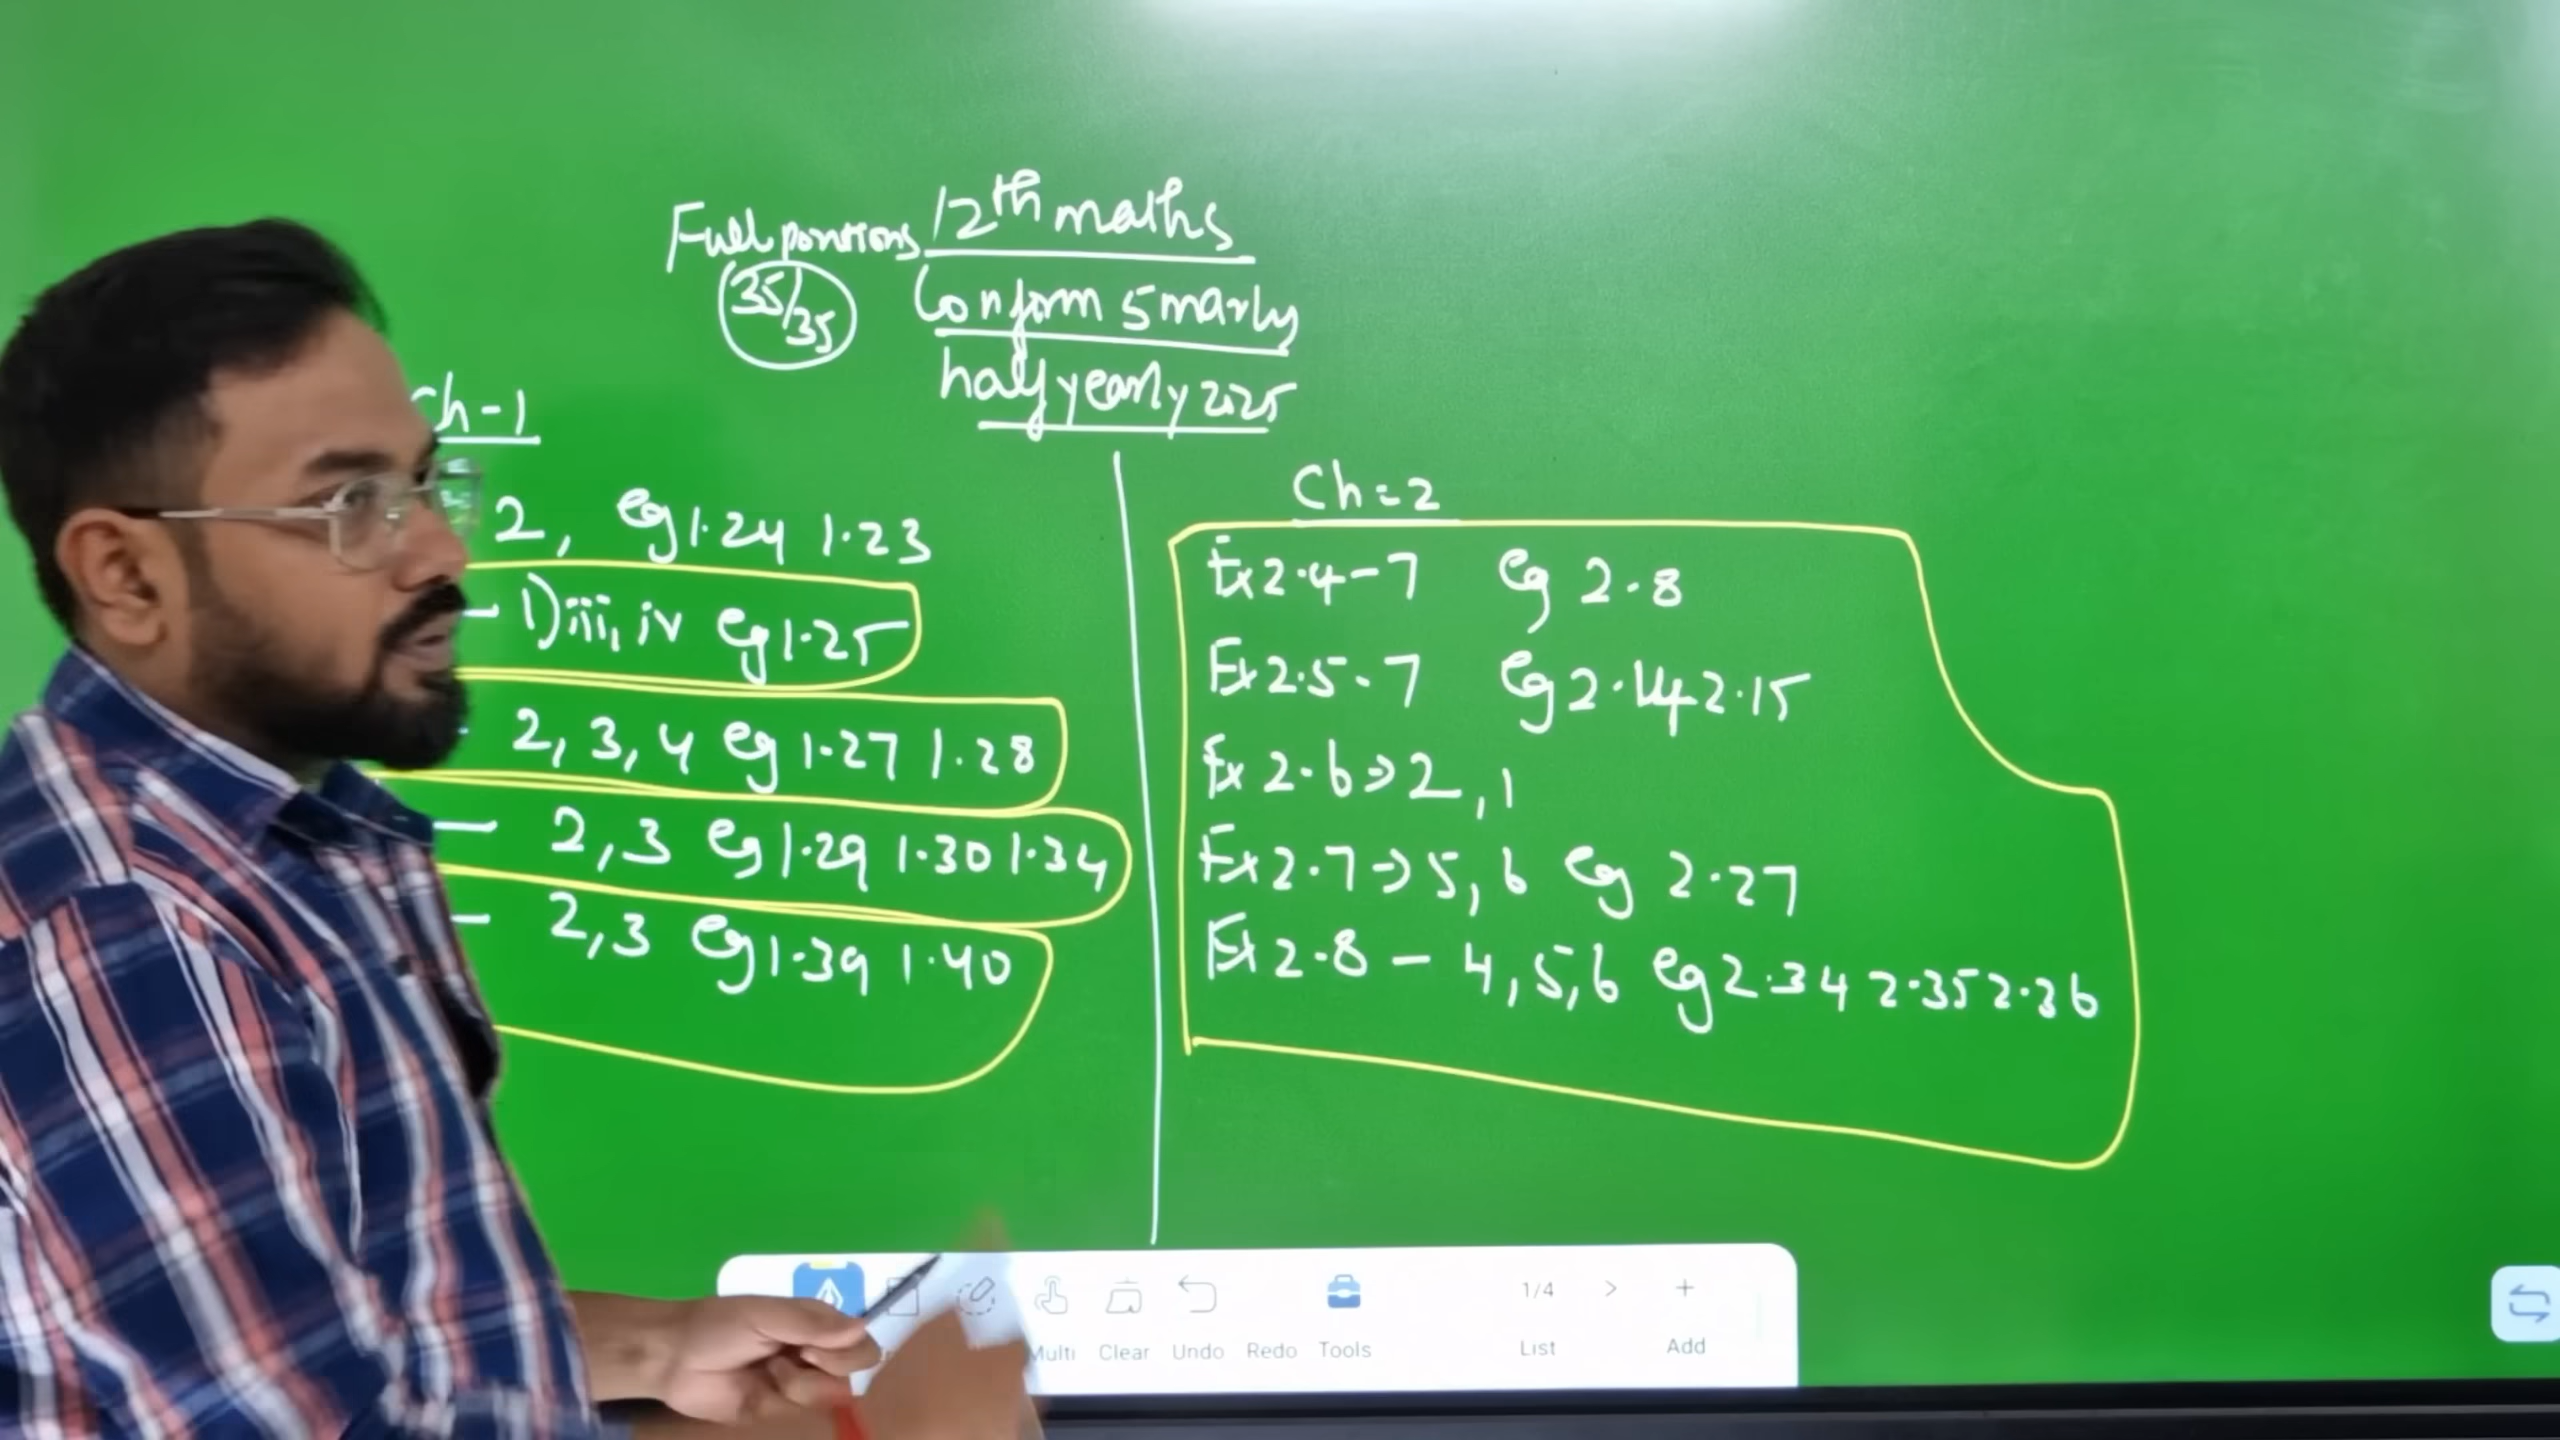 Full portions 12th maths
35/35 Conform 5 marks
half yearly 2025
Ch-1
2, eg 1.24 1.23
- 1) iii, iv eg 1.25
2, 3, 4 eg 1.27 1.28
- 2, 3 eg 1.29 1.30 1.34
- 2, 3 eg 1.39 1.40
Ch = 2
Ex 2.4 - 7 eg 2.8
Ex 2.5 - 7 eg 2.14 2.15
Ex 2.6 → 2, 1
Ex 2.7 → 5, 6 eg 2.27
Ex 2.8 - 4, 5, 6 eg 2.34 2.35 2.36
1/4 > +
Multi Clear Undo Redo Tools List Add